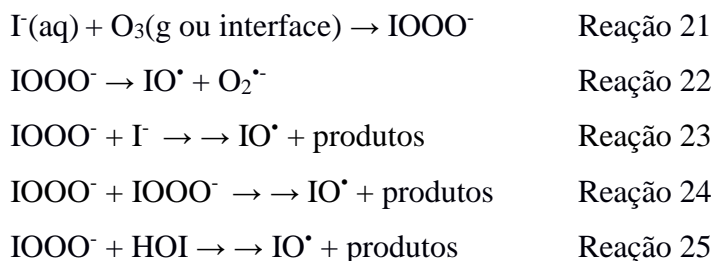 I⁻(aq) + O₃(g ou interface) → IOOO⁻ Reação 21
IOOO⁻ → IO• + O₂•⁻ Reação 22
IOOO⁻ + I⁻ → → IO• + produtos Reação 23
IOOO⁻ + IOOO⁻ → → IO• + produtos Reação 24
IOOO⁻ + HOI → → IO• + produtos Reação 25